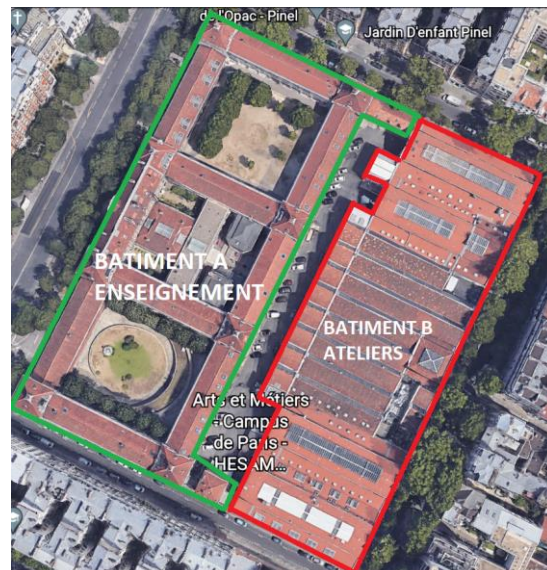 de l'Opac - Pinel
Jardin D'enfant Pinel
BATIMENT A
ENSEIGNEMENT
BATIMENT B
ATELIERS
Arts et Métiers
- Campus
de Paris -
HESAM...